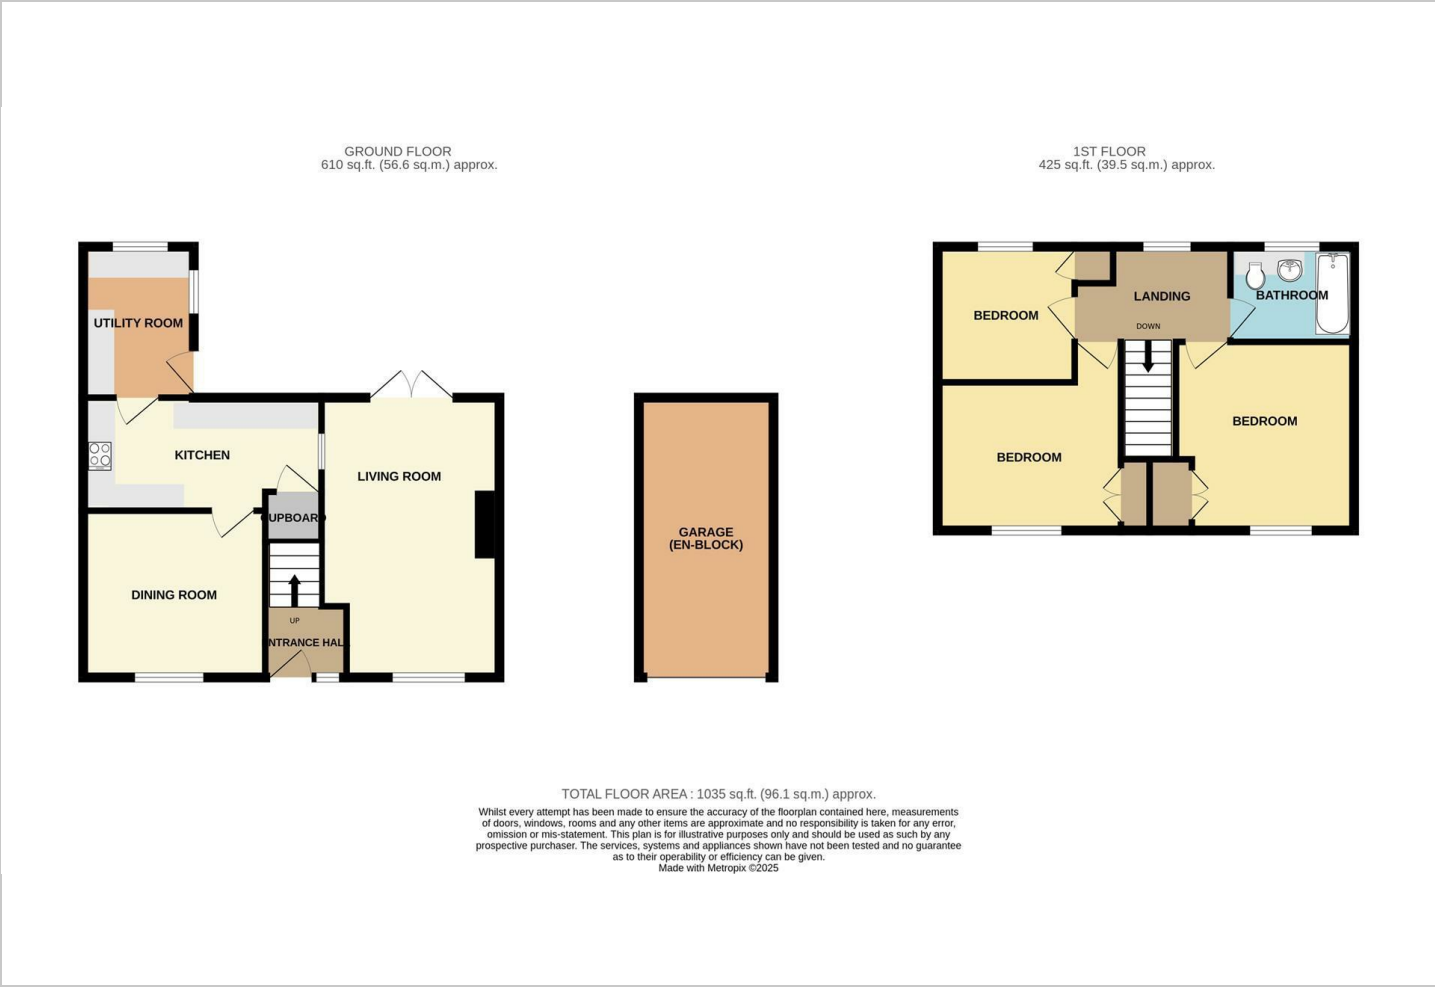 GROUND FLOOR
610 sq.ft. (56.6 sq.m.) approx.
1ST FLOOR
425 sq.ft. (39.5 sq.m.) approx.
UTILITY ROOM
KITCHEN
LIVING ROOM
UPBOARD
DINING ROOM
UP
NTRANCE HAL
GARAGE
(EN-BLOCK)
BEDROOM
LANDING
BATHROOM
DOWN
BEDROOM
BEDROOM
TOTAL FLOOR AREA : 1035 sq.ft. (96.1 sq.m.) approx.
Whilst every attempt has been made to ensure the accuracy of the floorplan contained here, measurements
of doors, windows, rooms and any other items are approximate and no responsibility is taken for any error,
omission or mis-statement. This plan is for illustrative purposes only and should be used as such by any
prospective purchaser. The services, systems and appliances shown have not been tested and no guarantee
as to their operability or efficiency can be given.
Made with Metropix ©2025